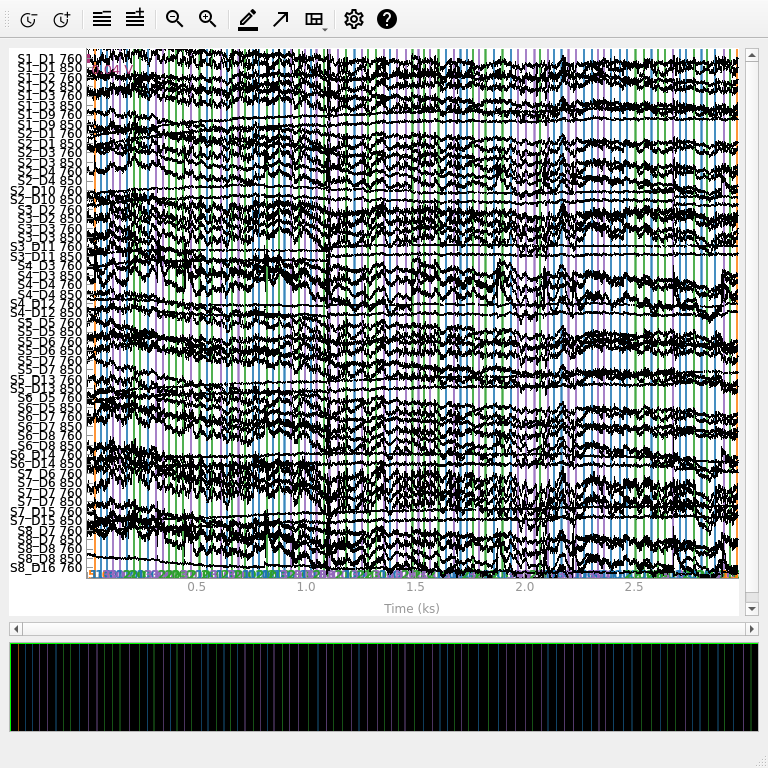 S1_D1 760
S1_D1 850
S1_D2 760
S1_D2 850
S1_D3 760
S1_D3 850
S1_D9 760
S1_D9 850
S2_D1 760
S2_D1 850
S2_D3 760
S2_D3 850
S2_D4 760
S2_D4 850
S2_D10 760
S2_D10 850
S3_D2 760
S3_D2 850
S3_D3 760
S3_D3 850
S3_D11 760
S3_D11 850
S4_D3 760
S4_D3 850
S4_D4 760
S4_D4 850
S4_D12 760
S4_D12 850
S5_D5 760
S5_D5 850
S5_D6 760
S5_D6 850
S5_D7 760
S5_D7 850
S5_D13 760
S5_D13 850
S6_D5 760
S6_D5 850
S6_D7 760
S6_D7 850
S6_D8 760
S6_D8 850
S6_D14 760
S6_D14 850
S7_D6 760
S7_D6 850
S7_D7 760
S7_D7 850
S7_D15 760
S7_D15 850
S8_D7 760
S8_D7 850
S8_D8 760
S8_D8 850
S8_D16 760
0.5 1.0 1.5 2.0 2.5
Time (ks)